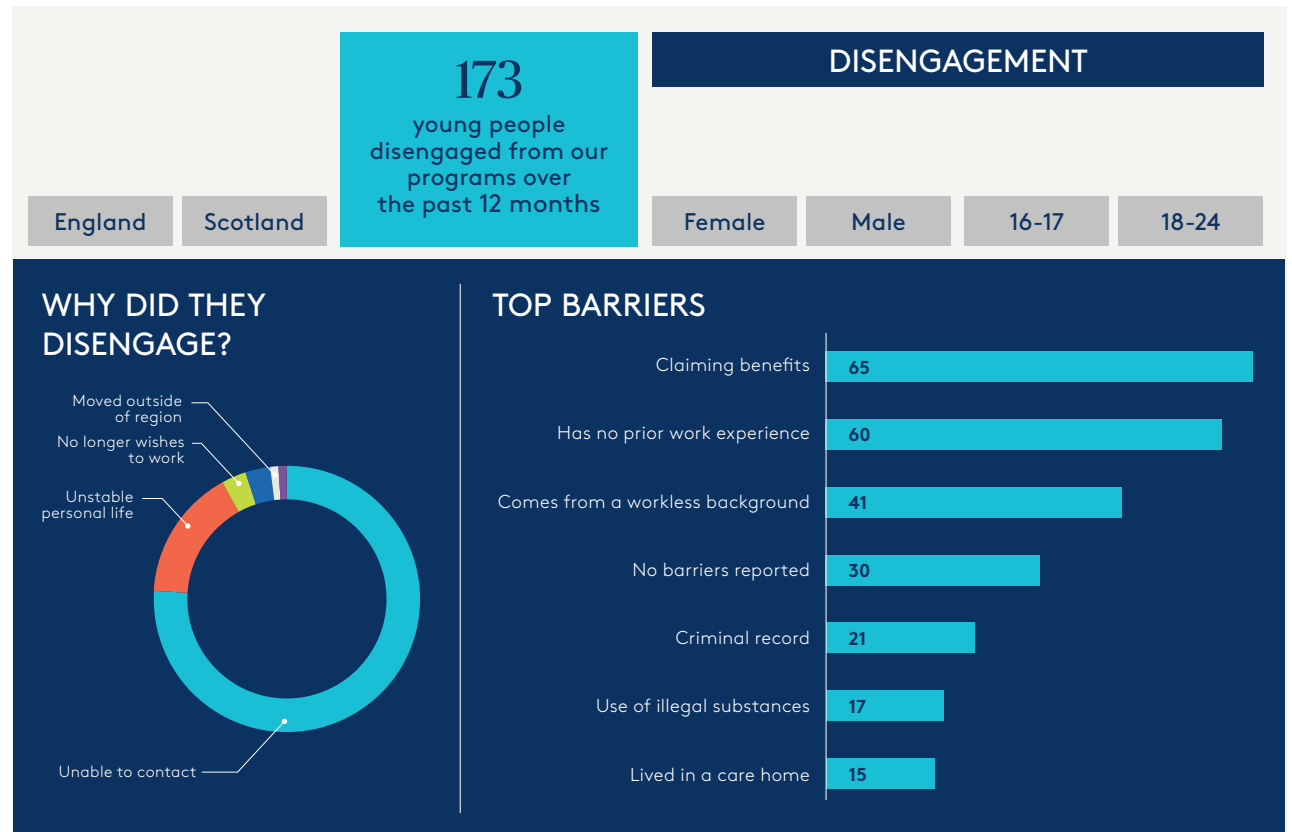 173
young people
disengaged from our
programs over
the past 12 months
DISENGAGEMENT
England
Scotland
Female
Male
16-17
18-24
WHY DID THEY
DISENGAGE?
Moved outside
of region
No longer wishes
to work
Unstable
personal life
Unable to contact
TOP BARRIERS
Claiming benefits 65
Has no prior work experience 60
Comes from a workless background 41
No barriers reported 30
Criminal record 21
Use of illegal substances 17
Lived in a care home 15